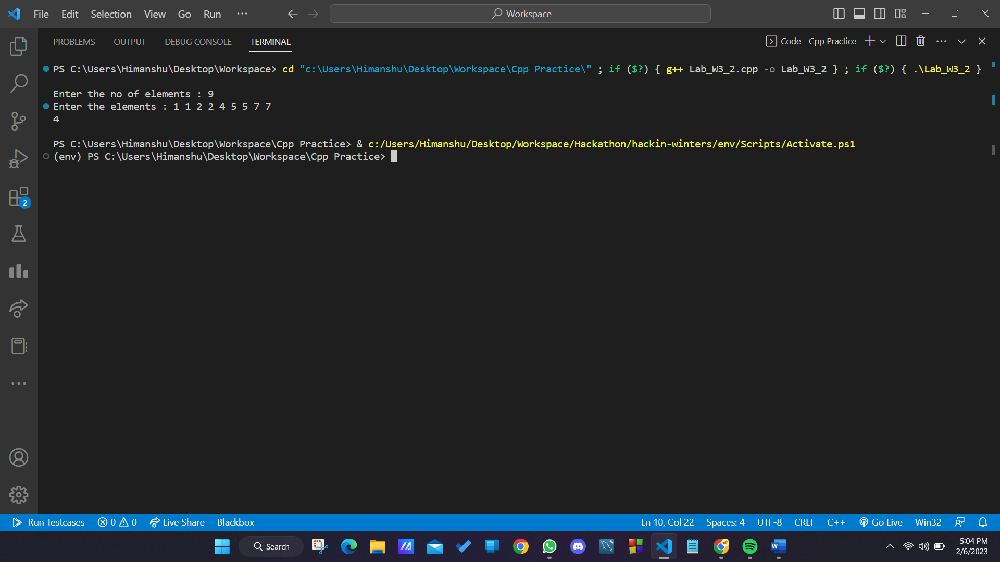 File Edit Selection View Go Run ··· Workspace
PROBLEMS OUTPUT DEBUG CONSOLE TERMINAL Code - Cpp Practice
PS C:\Users\Himanshu\Desktop\Workspace> cd "c:\Users\Himanshu\Desktop\Workspace\Cpp Practice\" ; if ($?) { g++ Lab_W3_2.cpp -o Lab_W3_2 } ; if ($?) { .\Lab_W3_2 }
Enter the no of elements : 9
Enter the elements : 1 1 2 2 4 5 5 7 7
4
PS C:\Users\Himanshu\Desktop\Workspace\Cpp Practice> & c:/Users/Himanshu/Desktop/Workspace/Hackathon/hackin-winters/env/Scripts/Activate.ps1
(env) PS C:\Users\Himanshu\Desktop\Workspace\Cpp Practice>
2
Run Testcases 0 0 Live Share Blackbox Ln 10, Col 22 Spaces: 4 UTF-8 CRLF C++ Go Live Win32
Search 5:04 PM
2/6/2023